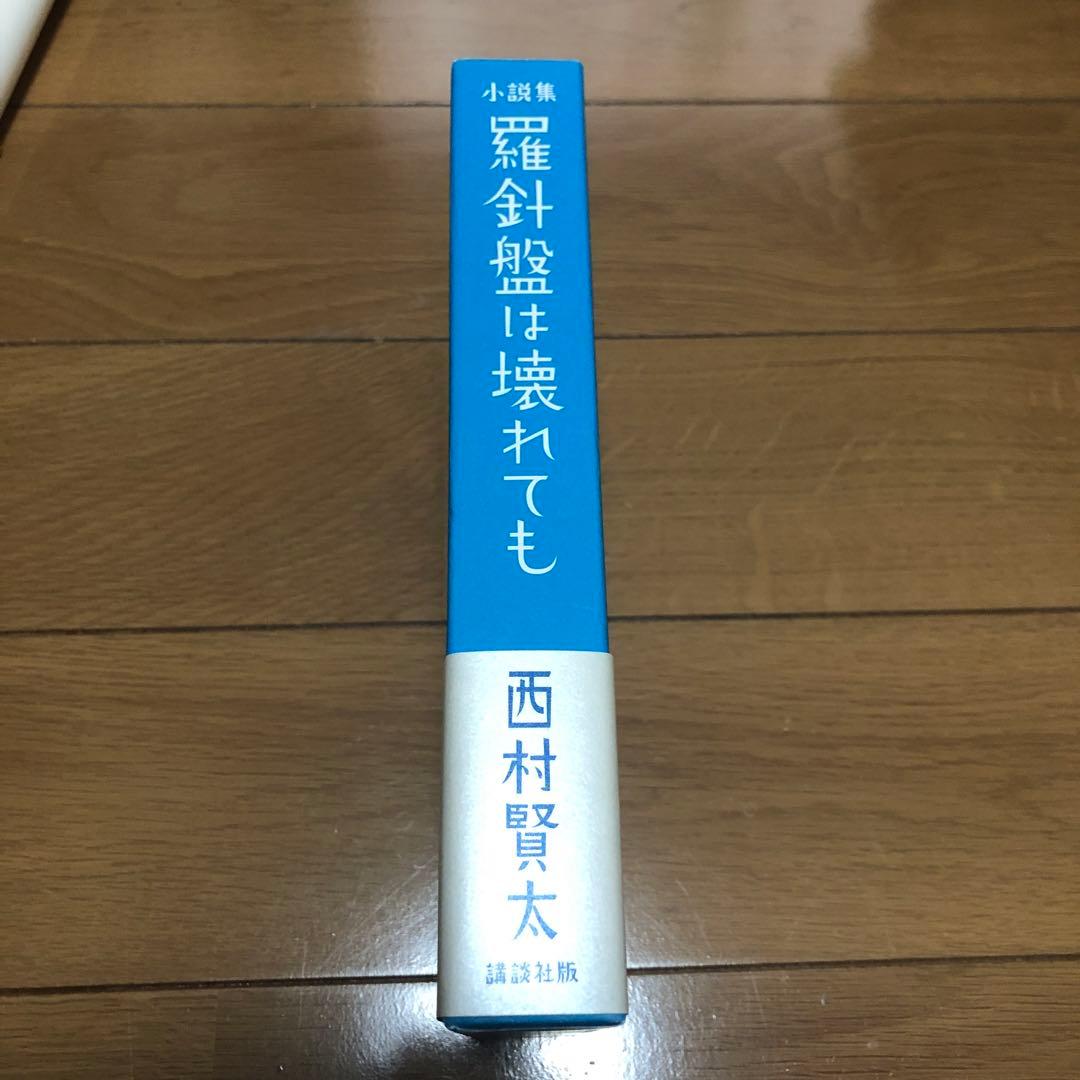 小説集
羅針盤は壊れても
西村賢太
講談社版